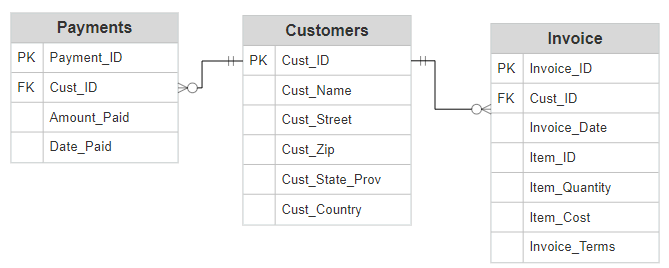 Payments
PK Payment_ID
FK Cust_ID
Amount_Paid
Date_Paid
Customers
PK Cust_ID
Cust_Name
Cust_Street
Cust_Zip
Cust_State_Prov
Cust_Country
Invoice
PK Invoice_ID
FK Cust_ID
Invoice_Date
Item_ID
Item_Quantity
Item_Cost
Invoice_Terms